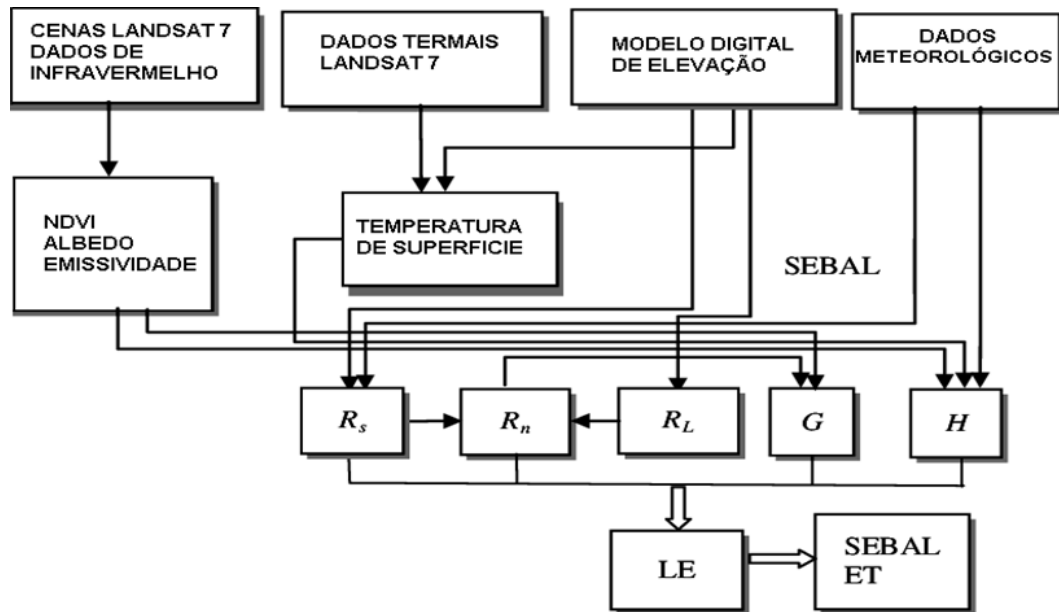 CENAS LANDSAT 7
DADOS DE
INFRAVERMELHO
DADOS TERMAIS
LANDSAT 7
MODELO DIGITAL
DE ELEVAÇÃO
DADOS
METEOROLÓGICOS
NDVI
ALBEDO
EMISSIVIDADE
TEMPERATURA
DE SUPERFICIE
SEBAL
Rs
Rn
RL
G
H
LE
SEBAL
ET